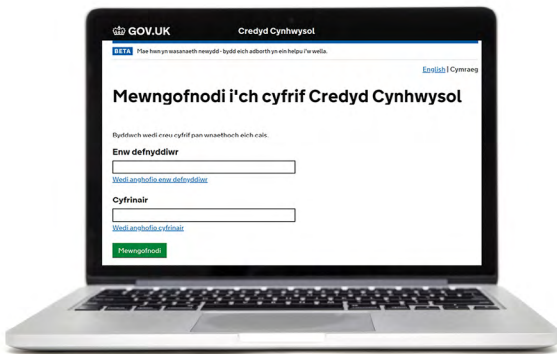 GOV.UK Credyd Cynhwysol
BETA Mae hwn yn wasanaeth newydd - bydd eich adborth yn ein helpu i'w wella.
English | Cymraeg
Mewngofnodi i'ch cyfrif Credyd Cynhwysol
Byddwch wedi creu cyfrif pan wnaethoch eich cais.
Enw defnyddiwr
Wedi anghofio enw defnyddiwr
Cyfrinair
Wedi anghofio cyfrinair
Mewngofnodi